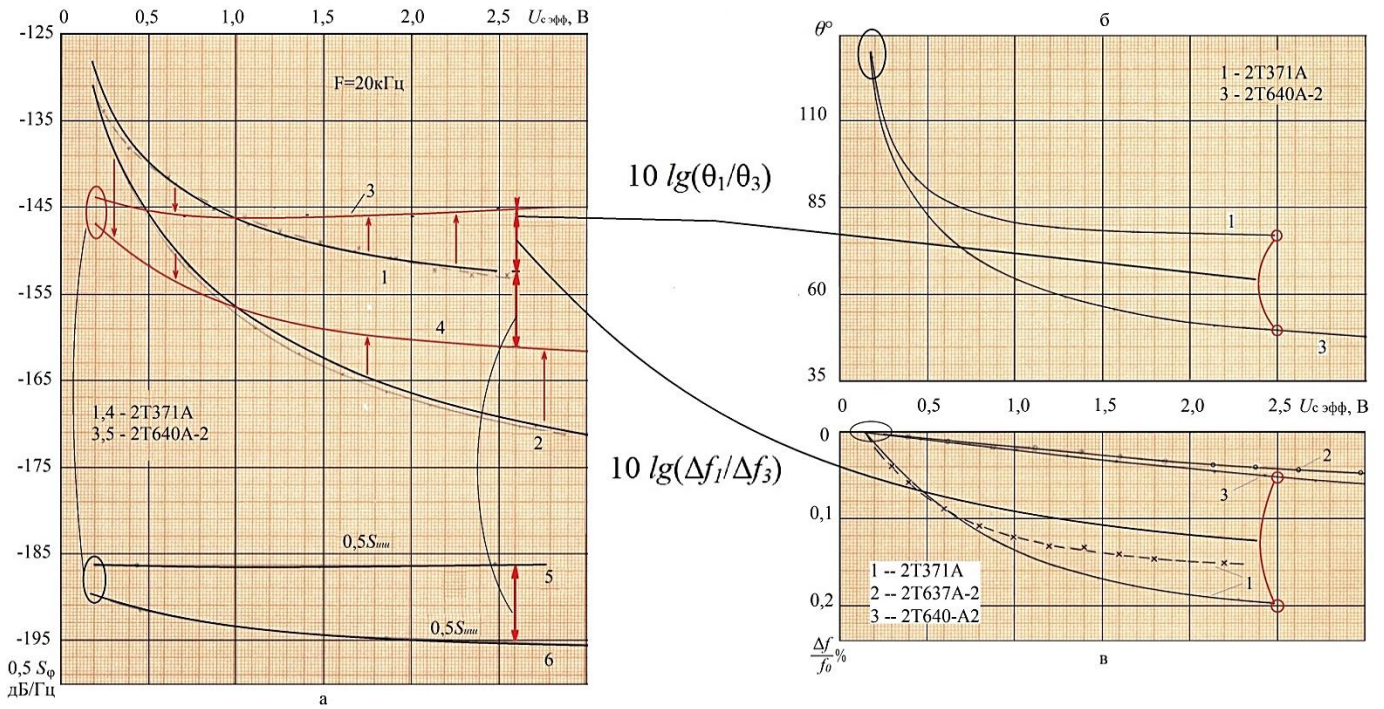 0 0,5 1,0 1,5 2,0 2,5 Uс эфф, В
-125
-135
-145
-155
-165
-175
-185
-195
0,5 Sφ
дБ/Гц
F=20кГц
3
1
4
2
1,4 - 2Т371А
3,5 - 2Т640А-2
0,5Sши
5
0,5Sши
6
а
10 lg(θ1/θ3)
10 lg(Δf1/Δf3)
б
θ°
110
85
60
35
1 - 2Т371А
3 - 2Т640А-2
1
3
0 0,5 1,0 1,5 2,0 2,5 Uс эфф, В
0
0,1
0,2
Δf/f0 %
2
3
1
1 -- 2Т371А
2 -- 2Т637А-2
3 -- 2Т640-А2
в